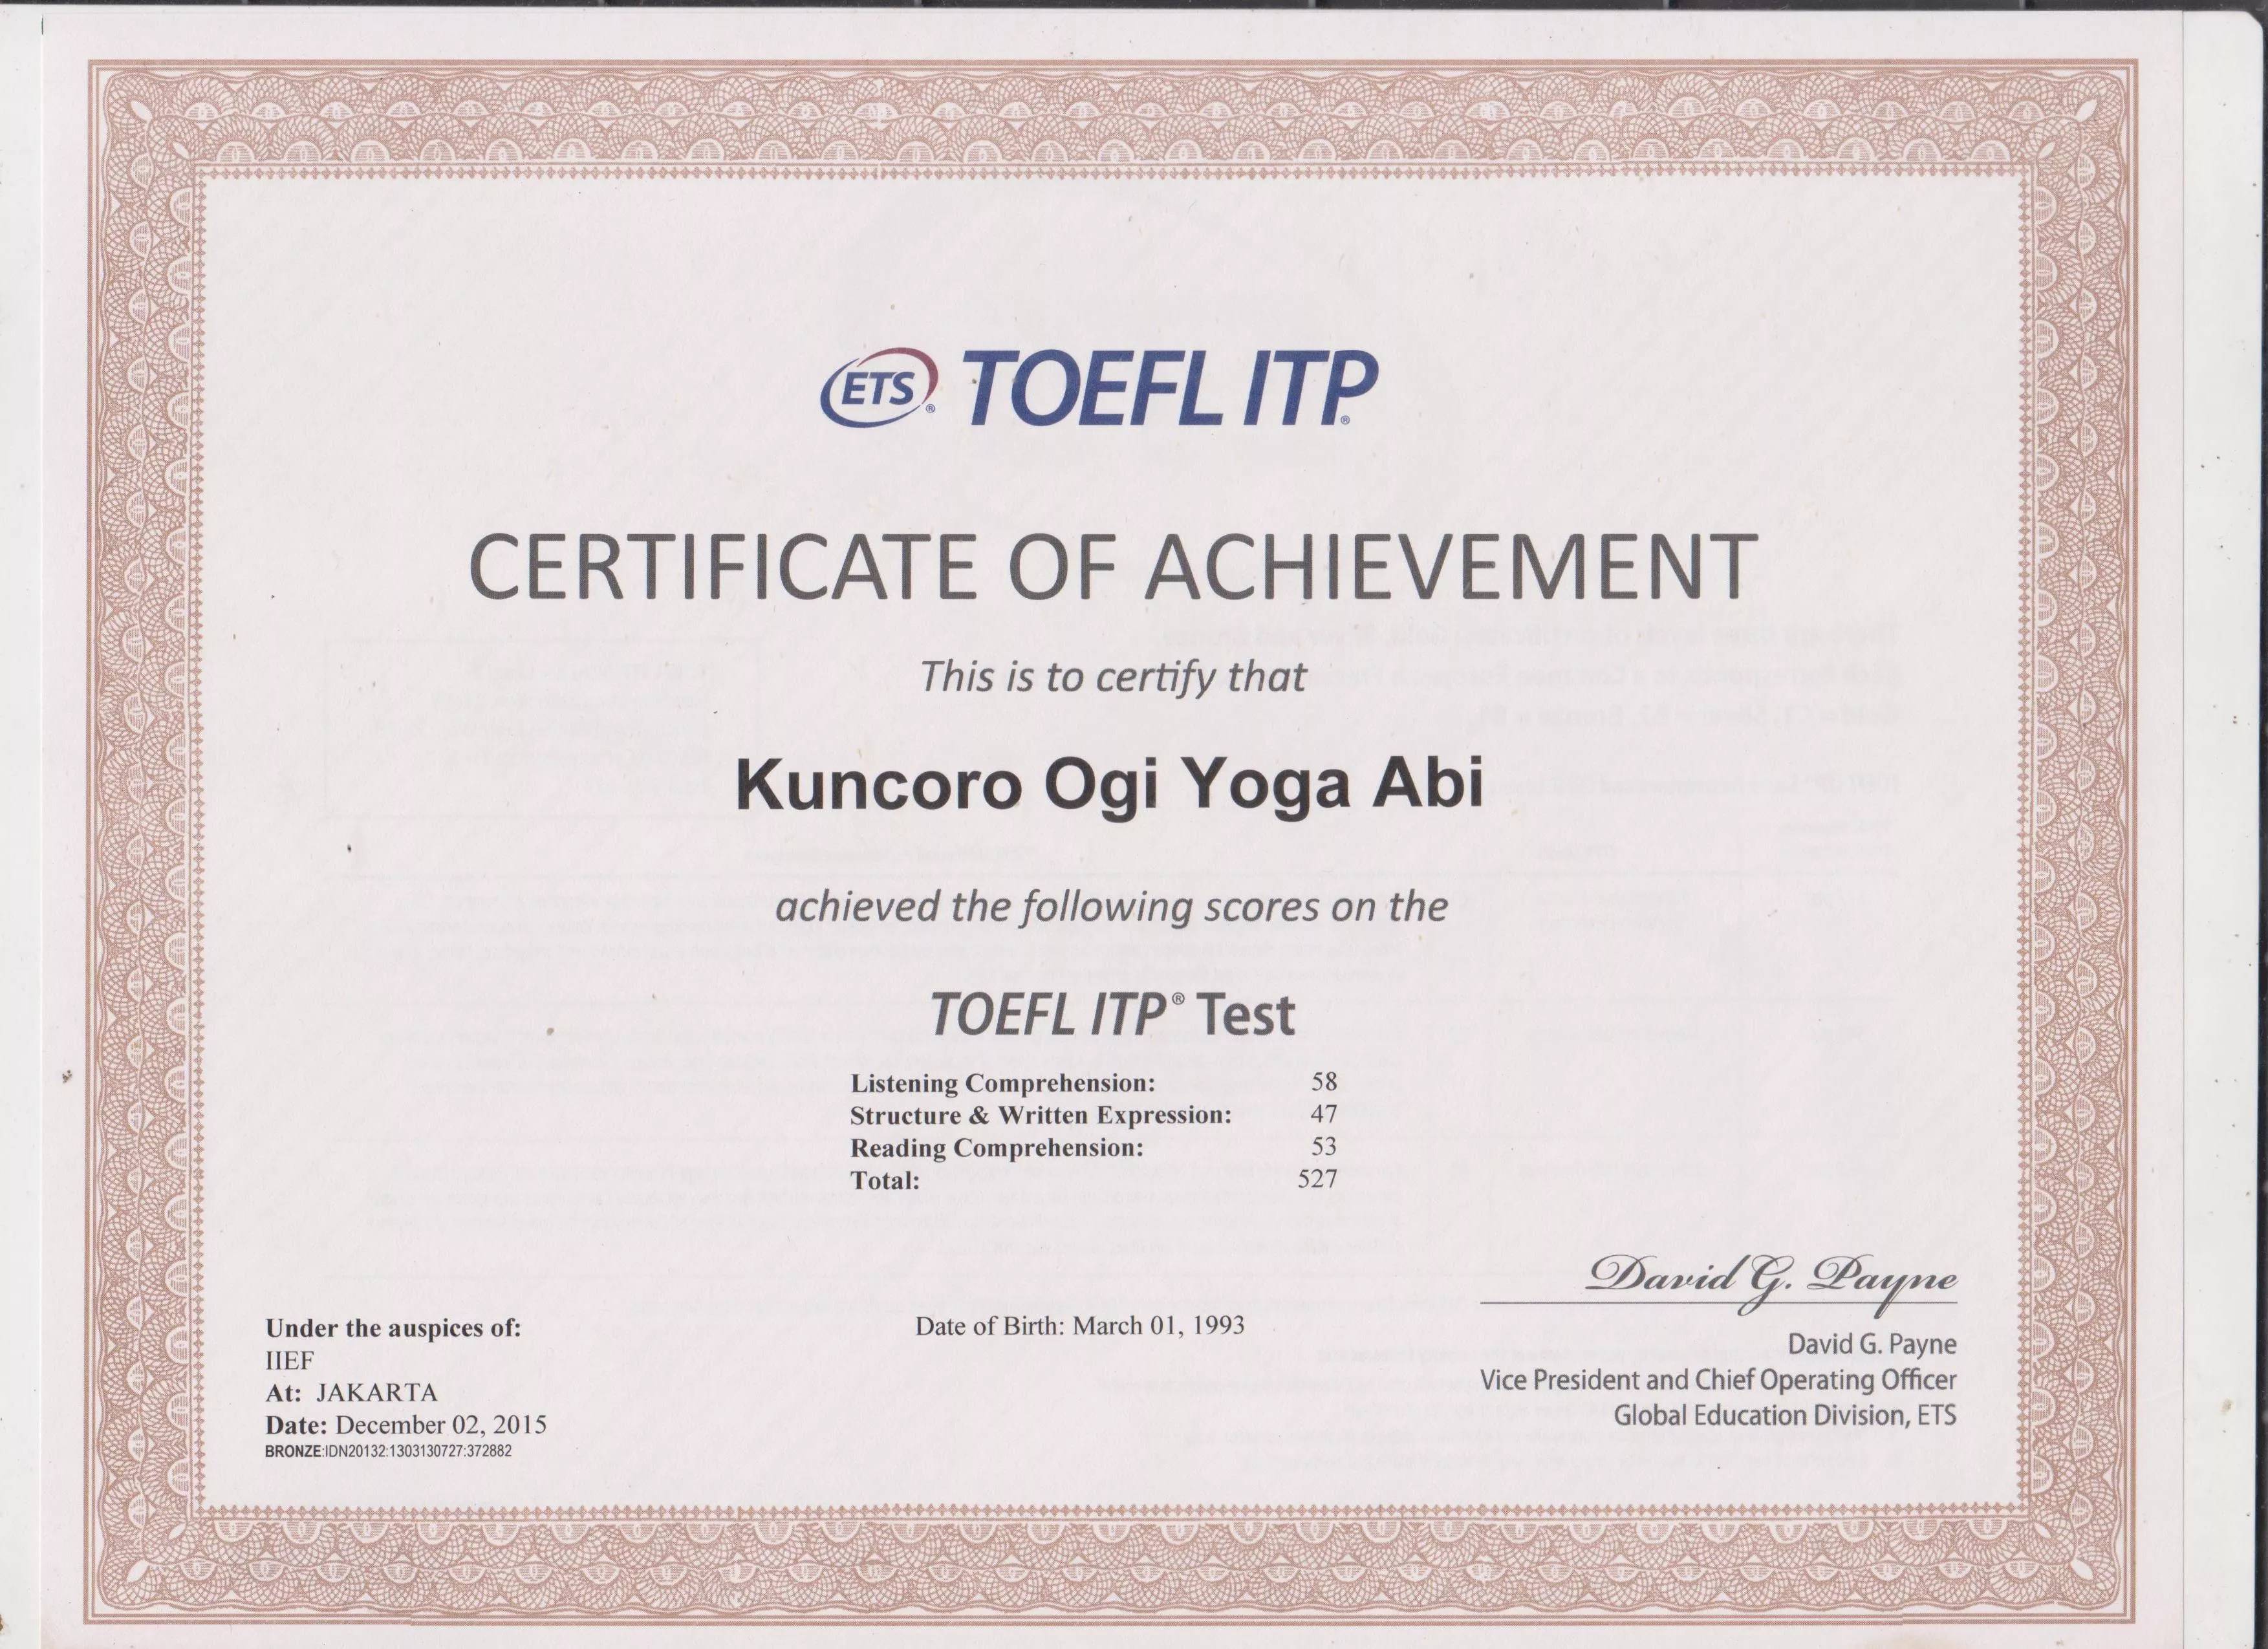 ETS® TOEFL ITP®
CERTIFICATE OF ACHIEVEMENT
This is to certify that
Kuncoro Ogi Yoga Abi
achieved the following scores on the
TOEFL ITP® Test
Listening Comprehension: 58
Structure & Written Expression: 47
Reading Comprehension: 53
Total: 527
Under the auspices of:
IIEF
At: JAKARTA
Date: December 02, 2015
BRONZE:IDN20132:1303130727:372882
Date of Birth: March 01, 1993
David G. Payne
David G. Payne
Vice President and Chief Operating Officer
Global Education Division, ETS